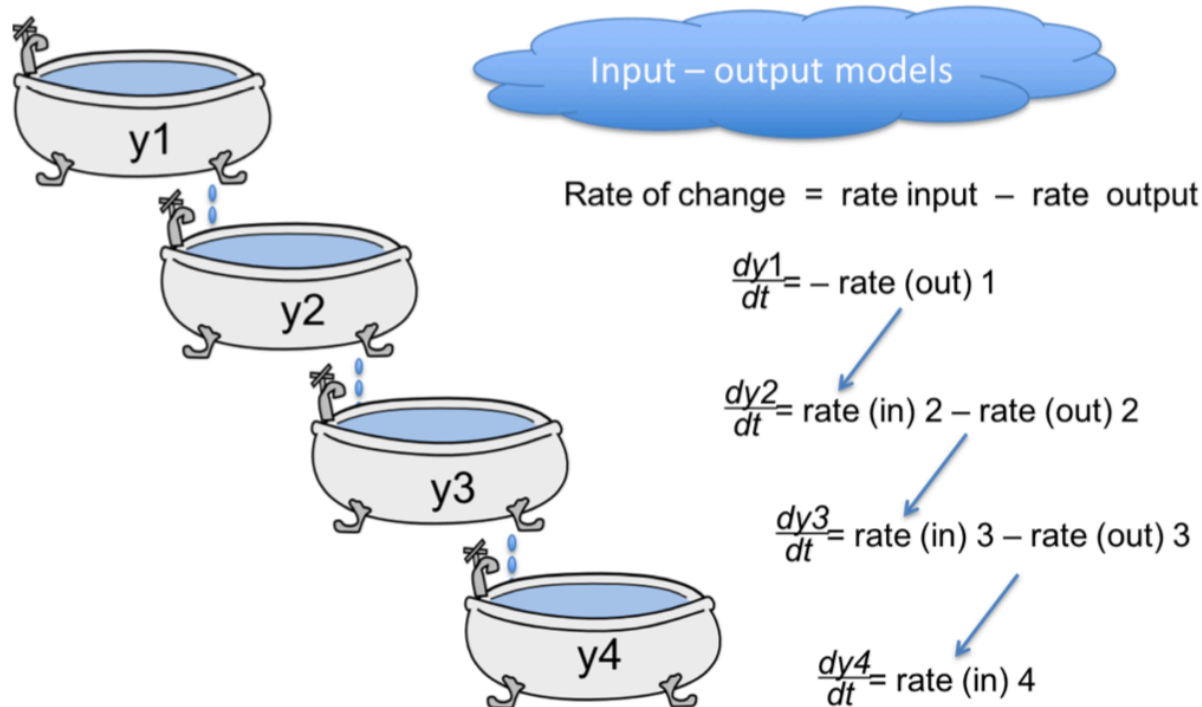 Input – output models
y1
Rate of change = rate input – rate output
y2
dy1
dt
= – rate (out) 1
dy2
dt
= rate (in) 2 – rate (out) 2
y3
dy3
dt
= rate (in) 3 – rate (out) 3
y4
dy4
dt
= rate (in) 4